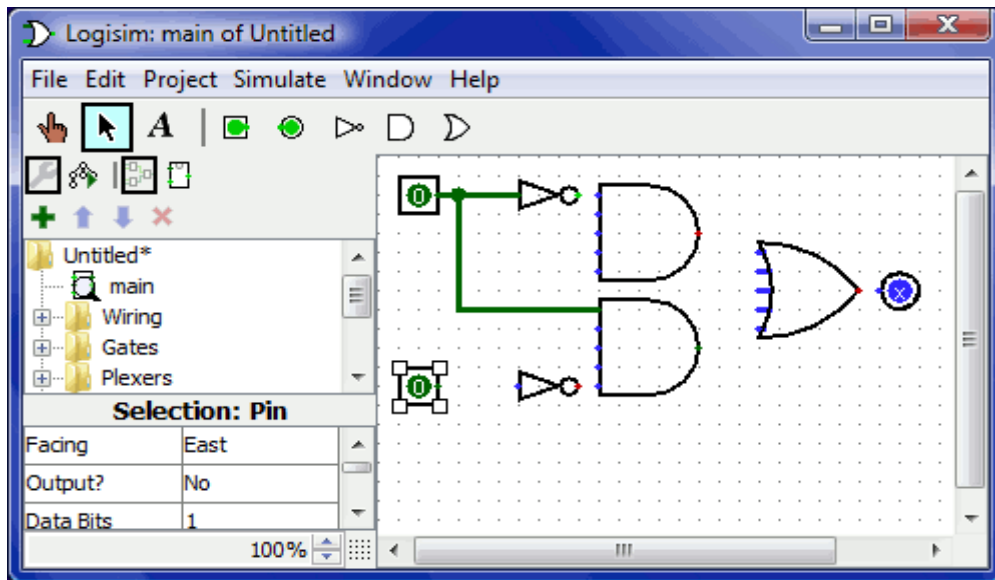 Logisim: main of Untitled
File Edit Project Simulate Window Help
A
Untitled*
main
Wiring
Gates
Plexers
Selection: Pin
Facing East
Output? No
Data Bits 1
100%
0
0
x